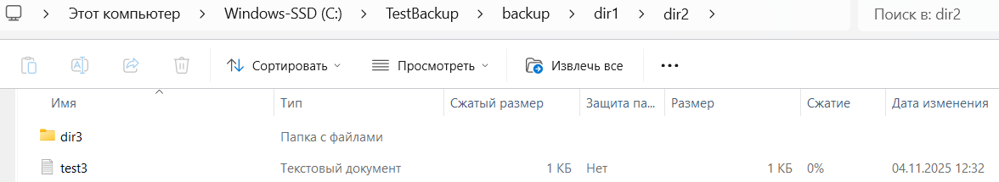 Этот компьютер > Windows-SSD (C:) > TestBackup > backup > dir1 > dir2 > Поиск в: dir2
Сортировать Просмотреть Извлечь все •••
Имя Тип Сжатый размер Защита па... Размер Сжатие Дата изменения
dir3 Папка с файлами
test3 Текстовый документ 1 КБ Нет 1 КБ 0% 04.11.2025 12:32